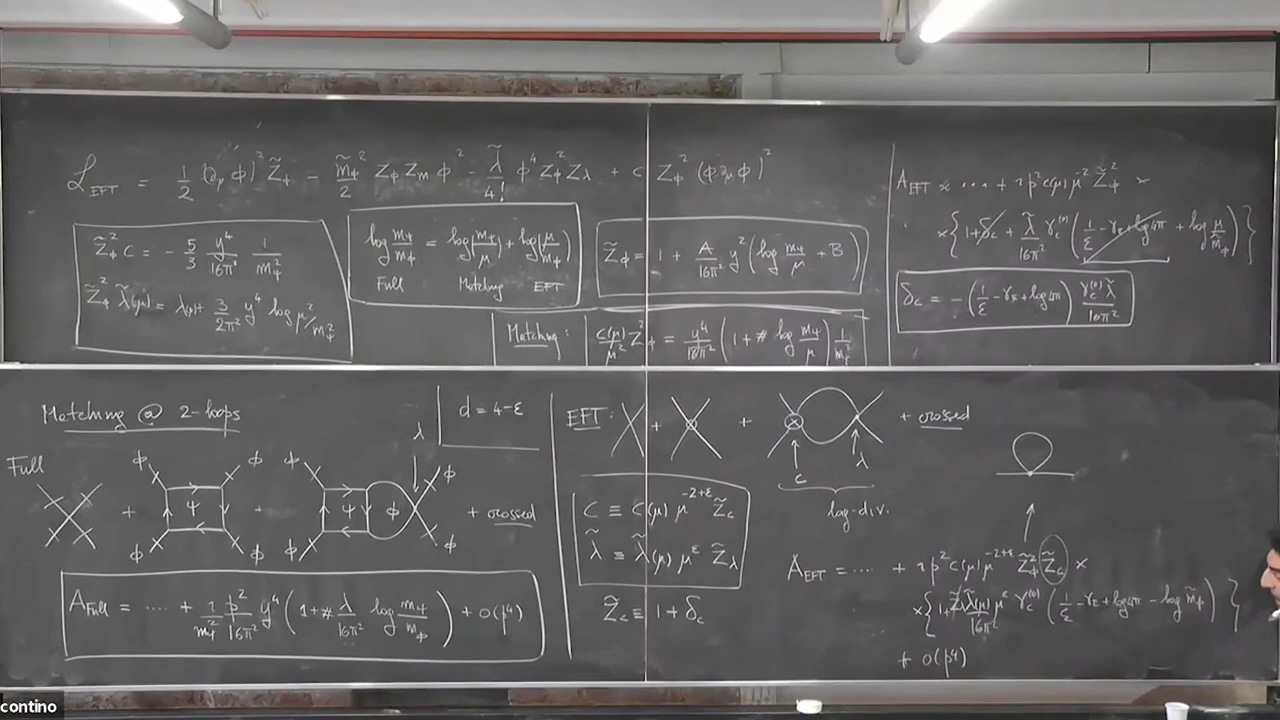 L_EFT = 1/2 (∂_μ φ)² Z̃_φ − m̃_φ²/2 Z_φ Z_m φ² − λ̃/4! φ⁴ Z_φ² Z_λ + c Z_φ² (φ ∂_μ φ)²
Z̃_φ² c = − 5/3 y⁴/16π² 1/m_ψ²
Z̃_φ² λ̃(μ) = λ(μ) + 3/2π² y⁴ log μ²/m_ψ²
log m_ψ/m_φ = log(m_ψ/μ) + log(μ/m_φ)
Full Matching EFT
Z̃_φ = 1 + A/16π² y² (log m_ψ/μ + B)
Matching: c(μ)/μ² Z̃_φ = y⁴/16π² (1 + # log m_ψ/μ) 1/m_ψ²
A_EFT = ... + i p² c(μ) μ^-2 Z̃_φ² ×
×{1 + δ_c + λ̃/16π² γ_c^(0) (1/ε − γ_E + log 4π + log μ/m_φ)}
δ_c = −(1/ε − γ_E + log 4π) γ_c^(0) λ̃/16π²
Matching @ 2-loops
d = 4−ε
Full
φ φ ψ φ φ + φ φ ψ φ λ φ φ + crossed
A_Full = .... + i/m_ψ² p²/16π² y⁴ (1 + # λ/16π² log m_ψ/m_φ) + O(p⁴)
EFT: + + + crossed
c λ
log-div.
c ≡ c(μ) μ^-2+ε Z̃_c
λ̃ ≡ λ̃(μ) μ^ε Z̃_λ
Z̃_c ≡ 1 + δ_c
A_EFT = .... + i p² c(μ) μ^-2+ε Z̃_φ² Z̃_c ×
×{1 + Z̃_λ λ̃(μ) μ^ε/16π² γ_c^(0) (1/ε − γ_E + log 4π − log m̃_φ)}
+ O(p⁴)
contino